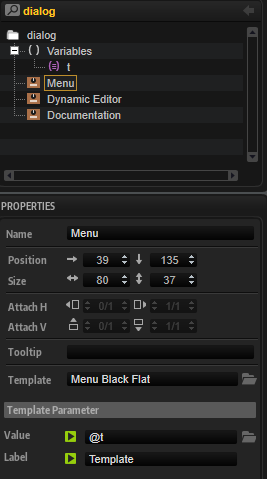 dialog
dialog
( ) Variables
(=) t
Menu
Dynamic Editor
Documentation
PROPERTIES
Name Menu
Position 39 135
Size 80 37
Attach H 0/1 1/1
Attach V 0/1 1/1
Tooltip
Template Menu Black Flat
Template Parameter
Value @t
Label Template